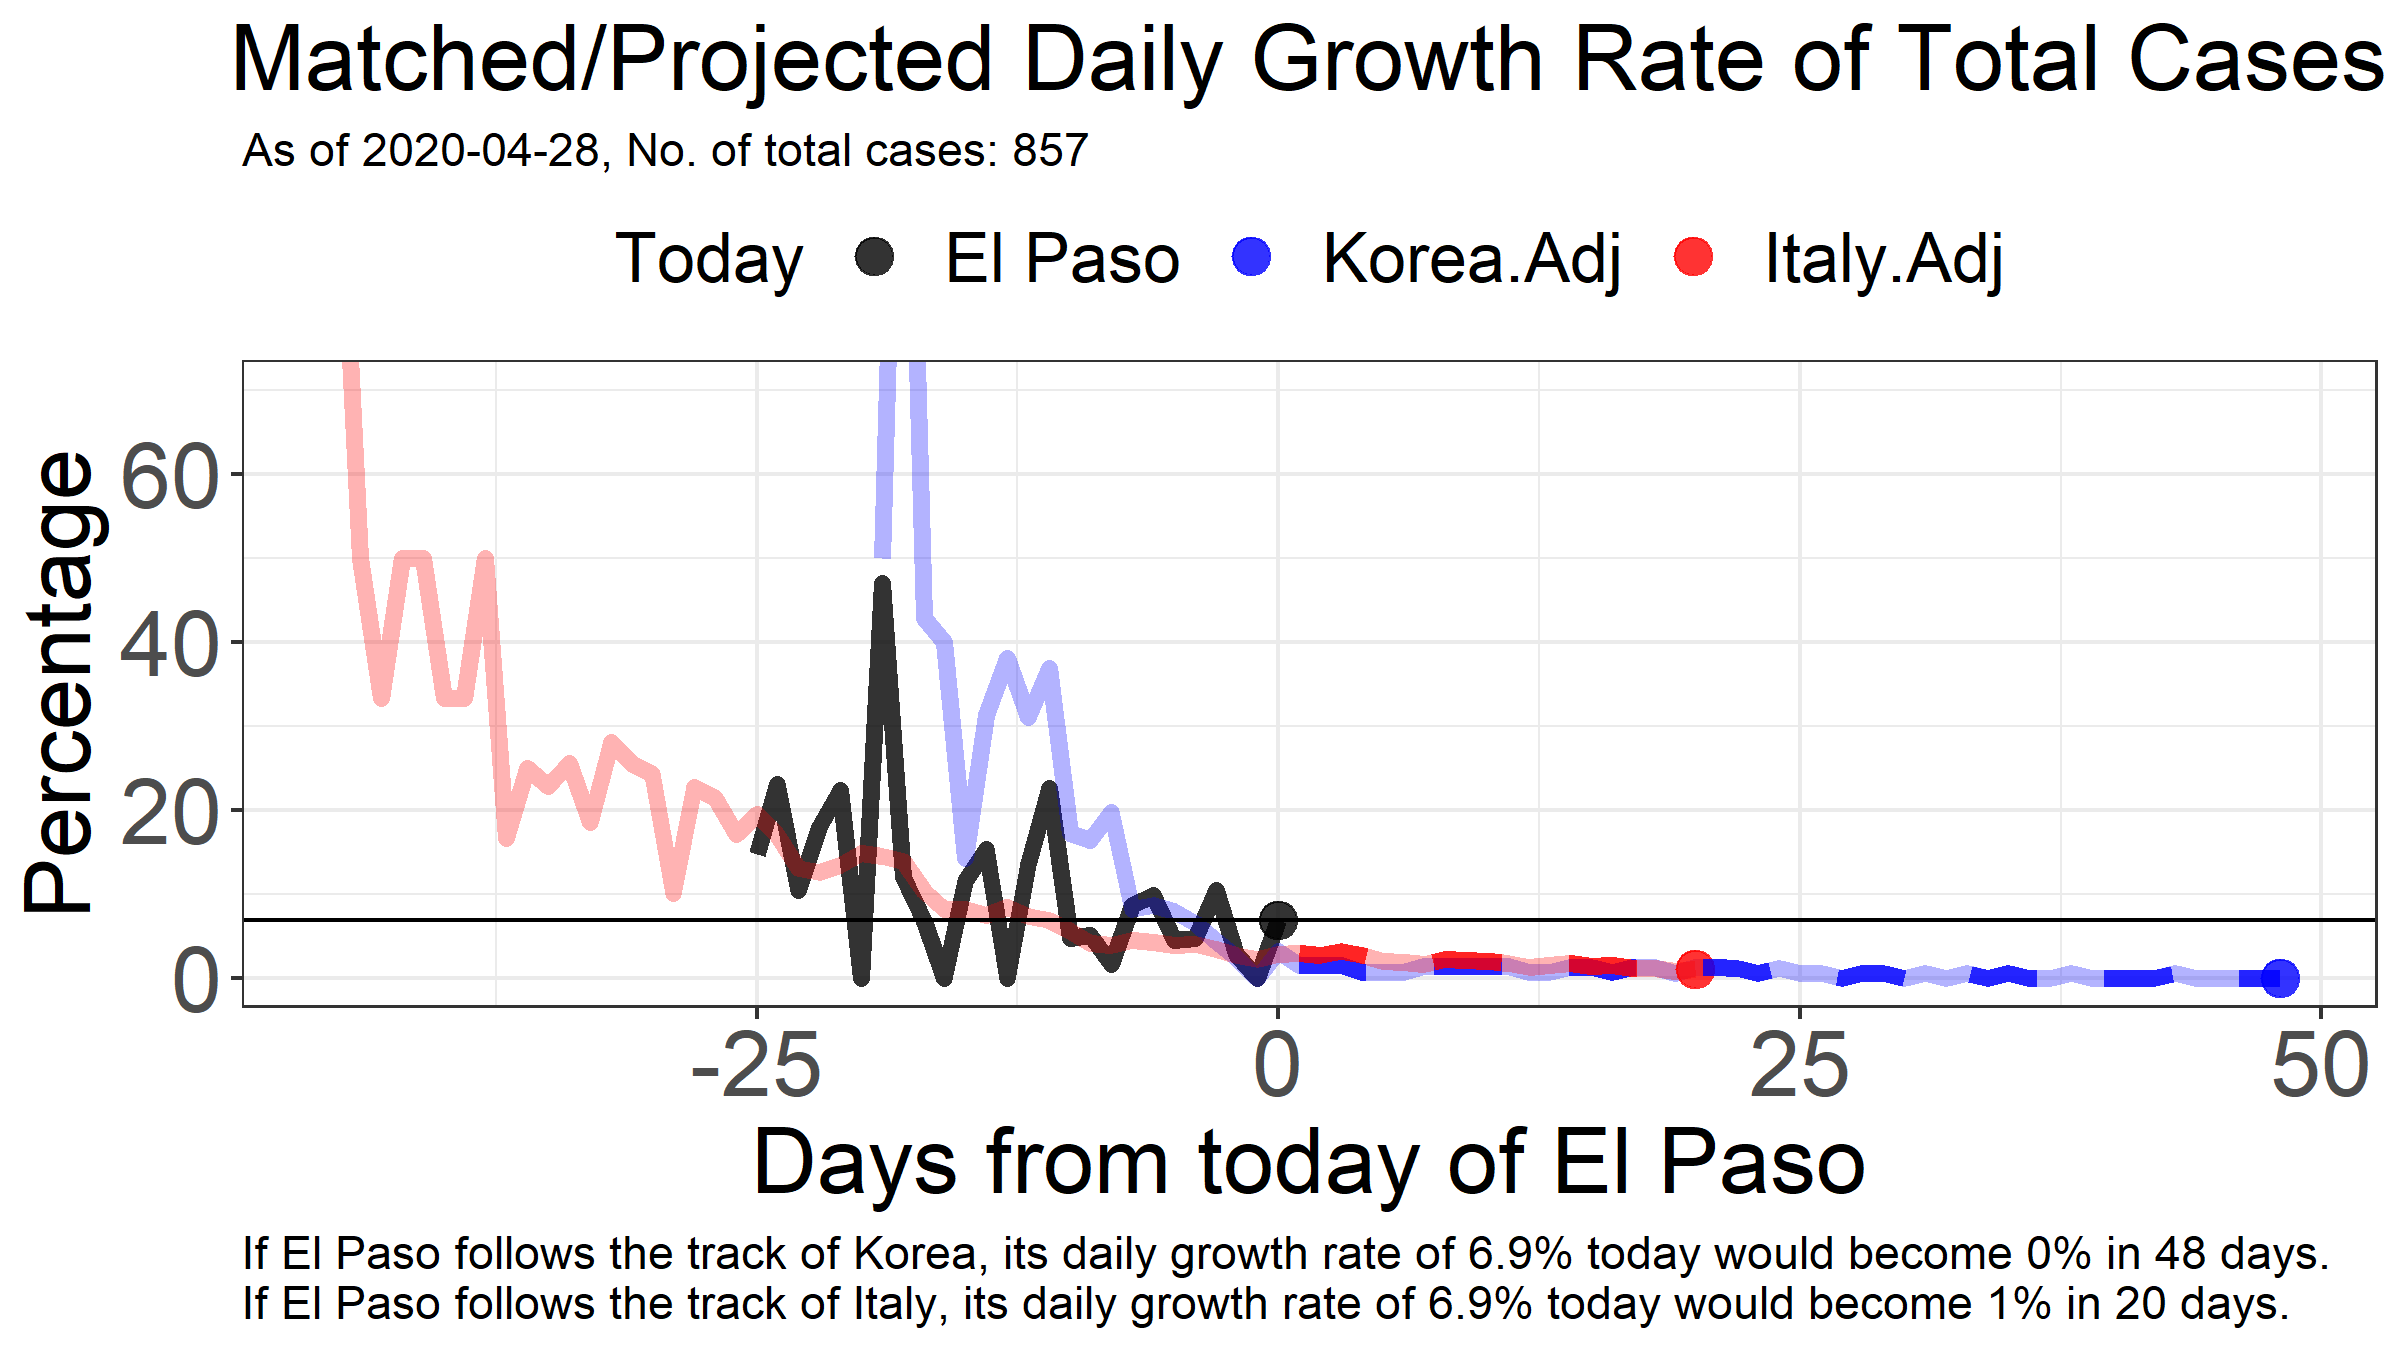 Matched/Projected Daily Growth Rate of Total Cases
As of 2020-04-28, No. of total cases: 857
Today El Paso Korea.Adj Italy.Adj
Percentage
60
40
20
0
-25 0 25 50
Days from today of El Paso
If El Paso follows the track of Korea, its daily growth rate of 6.9% today would become 0% in 48 days.
If El Paso follows the track of Italy, its daily growth rate of 6.9% today would become 1% in 20 days.